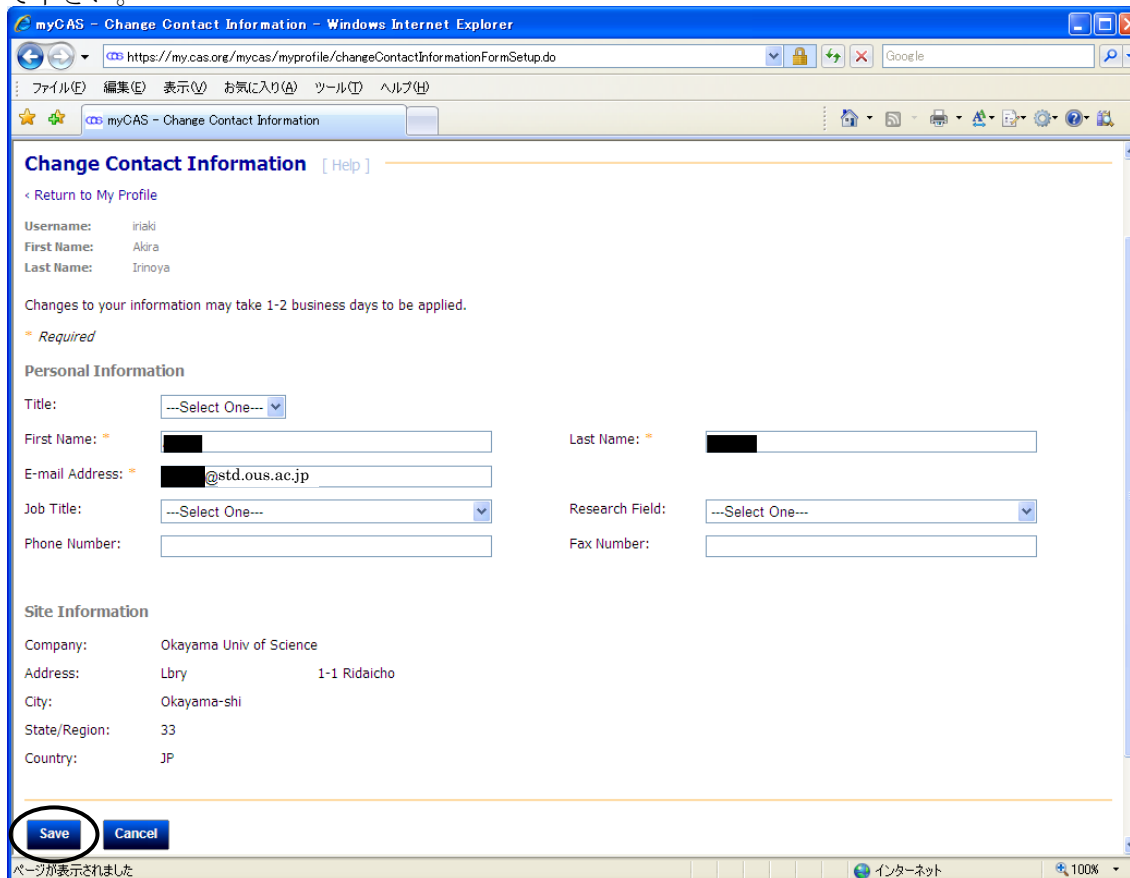 て下さい。
myCAS - Change Contact Information - Windows Internet Explorer
https://my.cas.org/mycas/myprofile/changeContactInformationFormSetup.do Google
ファイル(F) 編集(E) 表示(V) お気に入り(A) ツール(T) ヘルプ(H)
myCAS - Change Contact Information
Change Contact Information [ Help ]
‹ Return to My Profile
Username: iriaki
First Name: Akira
Last Name: Irinoya
Changes to your information may take 1-2 business days to be applied.
* Required
Personal Information
Title: ---Select One---
First Name: * Last Name: *
E-mail Address: * @std.ous.ac.jp
Job Title: ---Select One--- Research Field: ---Select One---
Phone Number: Fax Number:
Site Information
Company: Okayama Univ of Science
Address: Lbry 1-1 Ridaicho
City: Okayama-shi
State/Region: 33
Country: JP
Save Cancel
ページが表示されました インターネット 100%